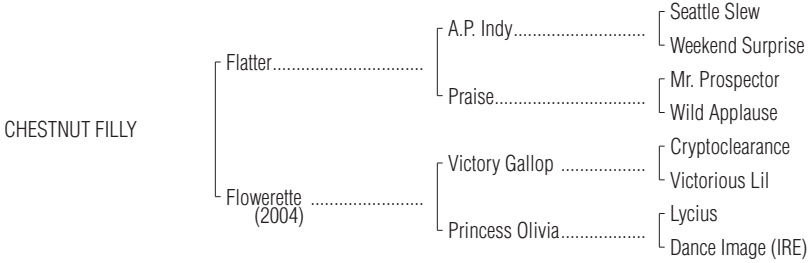 Seattle Slew
A.P. Indy..............................
Weekend Surprise
Flatter..................................
Mr. Prospector
Praise..................................
Wild Applause
CHESTNUT FILLY
Cryptoclearance
Victory Gallop ...................
Victorious Lil
Flowerette .........................
(2004)
Lycius
Princess Olivia...................
Dance Image (IRE)